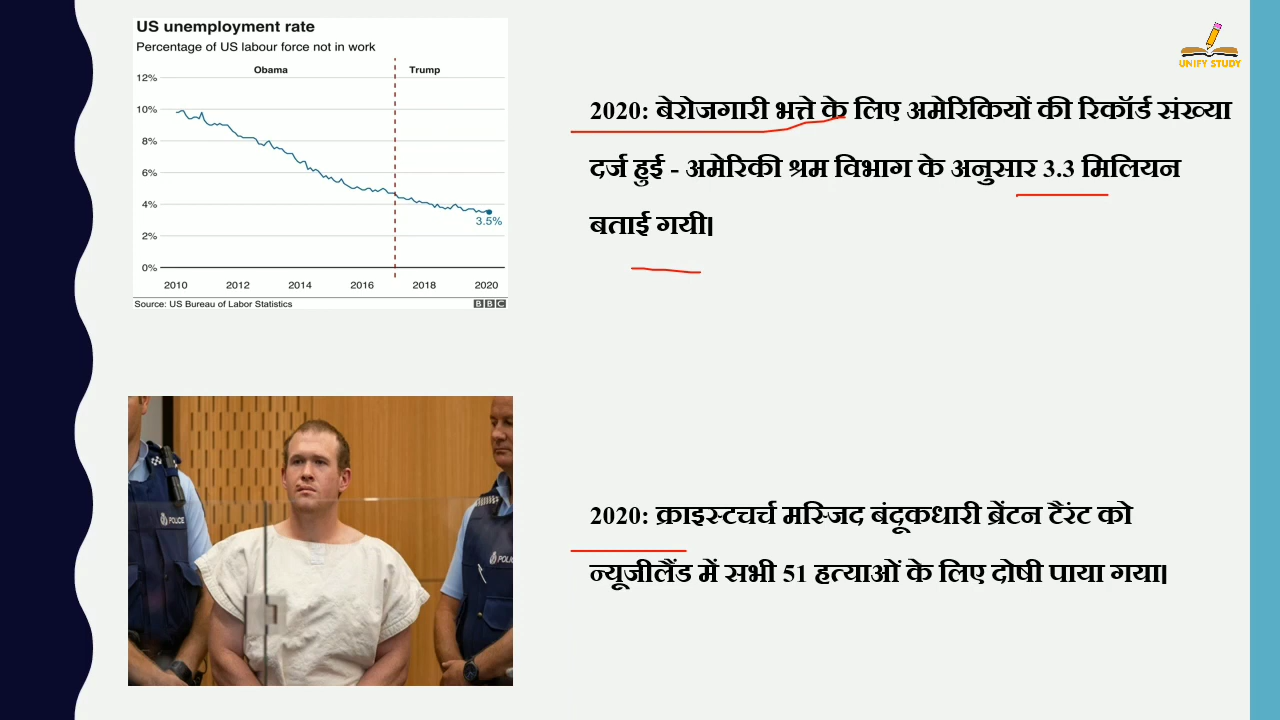 US unemployment rate
Percentage of US labour force not in work
Obama
Trump
12%
10%
8%
6%
4%
2%
0%
3.5%
2010
2012
2014
2016
2018
2020
Source: US Bureau of Labor Statistics
BBC
UNIFY STUDY
2020: बेरोजगारी भत्ते के लिए अमेरिकियों की रिकॉर्ड संख्या
दर्ज हुई - अमेरिकी श्रम विभाग के अनुसार 3.3 मिलियन
बताई गयी।
POLICE
POLICE
2020: क्राइस्टचर्च मस्जिद बंदूकधारी ब्रेंटन टैरंट को
न्यूजीलैंड में सभी 51 हत्याओं के लिए दोषी पाया गया।